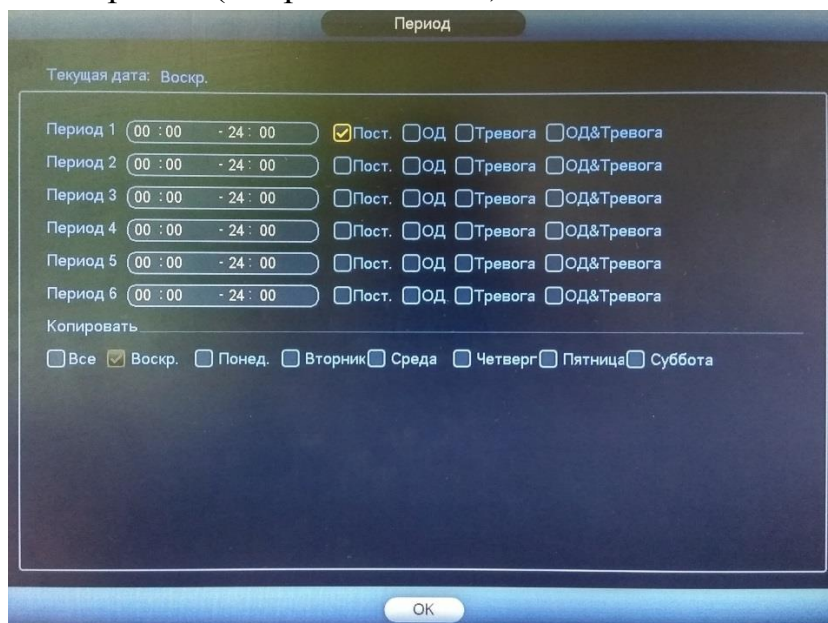 Период
Текущая дата: Воскр.
Период 1 00 :00 - 24 : 00 Пост. ОД Тревога ОД&Тревога
Период 2 00 :00 - 24 : 00 Пост. ОД Тревога ОД&Тревога
Период 3 00 :00 - 24 : 00 Пост. ОД Тревога ОД&Тревога
Период 4 00 :00 - 24 : 00 Пост. ОД Тревога ОД&Тревога
Период 5 00 :00 - 24 : 00 Пост. ОД Тревога ОД&Тревога
Период 6 00 :00 - 24 : 00 Пост. ОД Тревога ОД&Тревога
Копировать
Все Воскр. Понед. Вторник Среда Четверг Пятница Суббота
OK